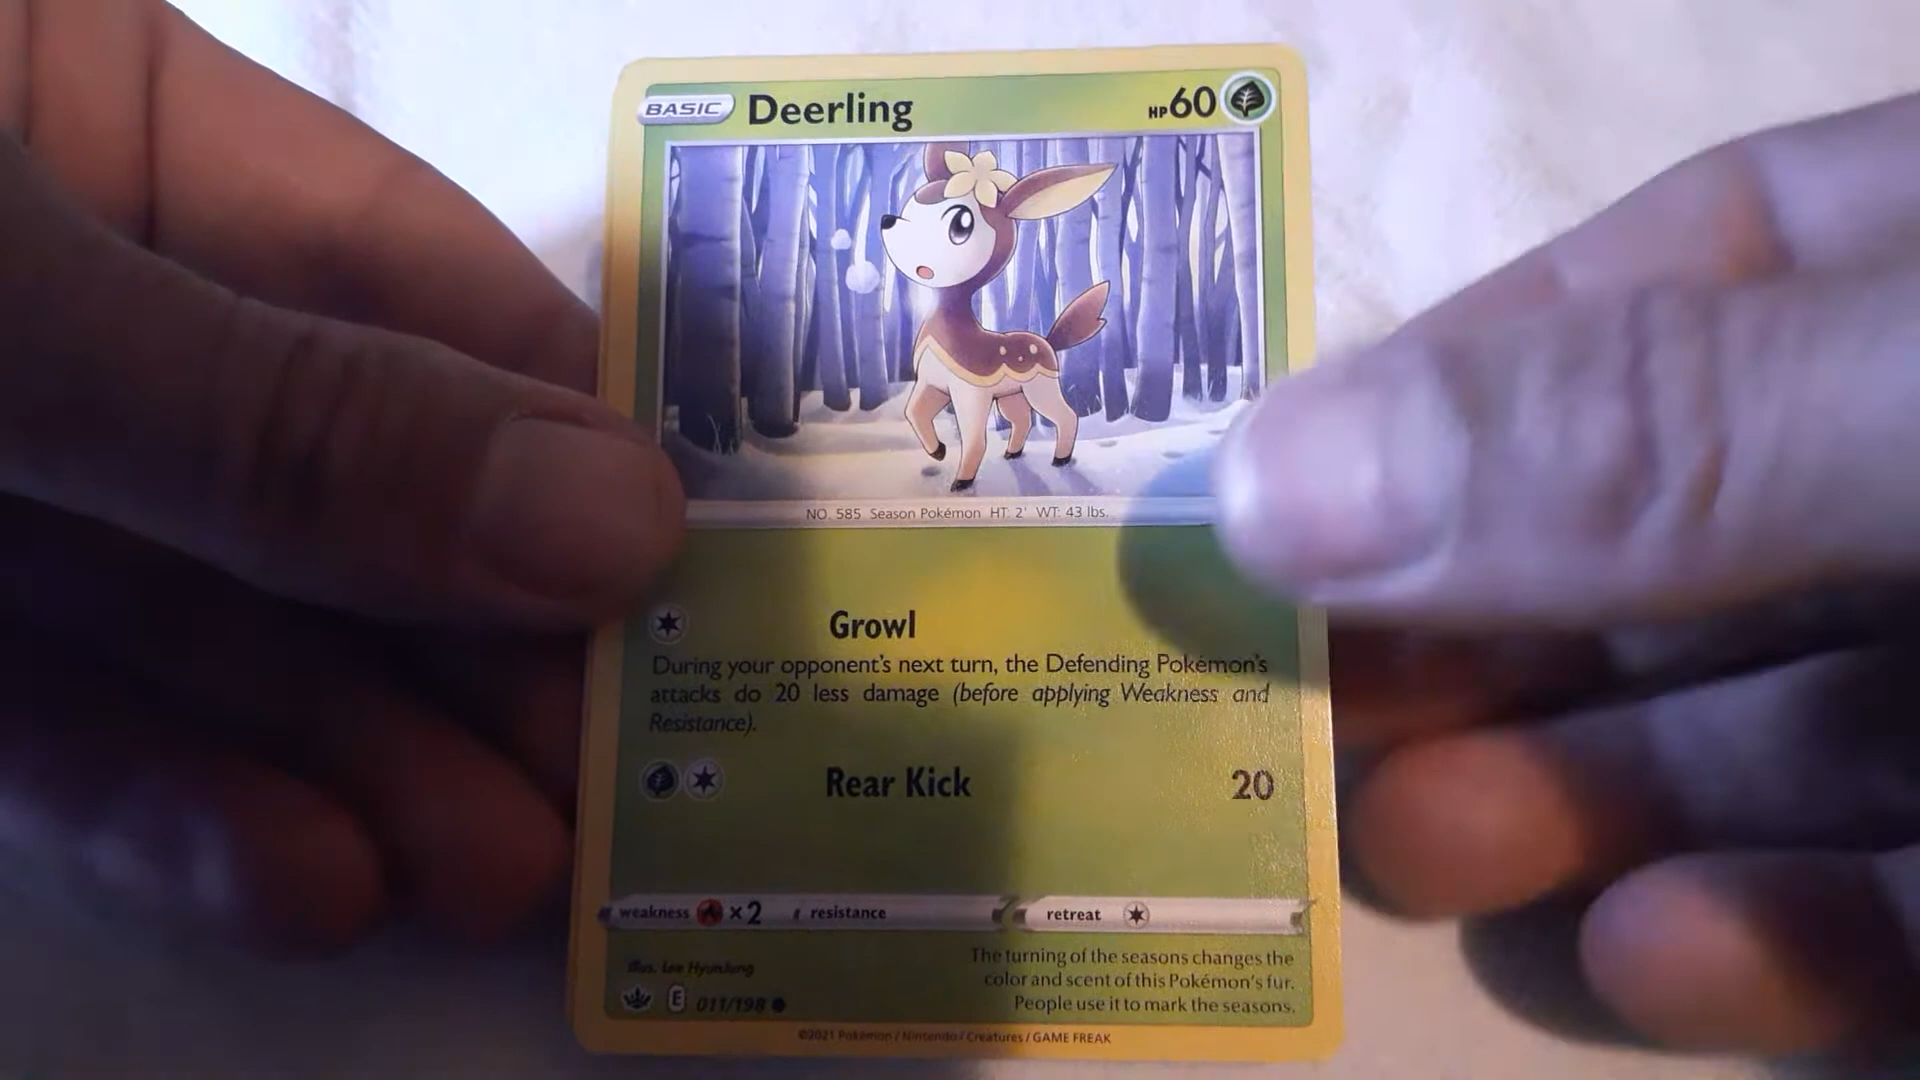 BASIC Deerling HP60
NO. 585 Season Pokémon HT: 2' WT: 43 lbs.
Growl
During your opponent's next turn, the Defending Pokémon's
attacks do 20 less damage (before applying Weakness and
Resistance).
Rear Kick 20
weakness ×2 resistance retreat
Illus. Lee HyunJung
The turning of the seasons changes the
color and scent of this Pokémon's fur.
People use it to mark the seasons.
E 011/198
©2021 Pokémon / Nintendo / Creatures / GAME FREAK